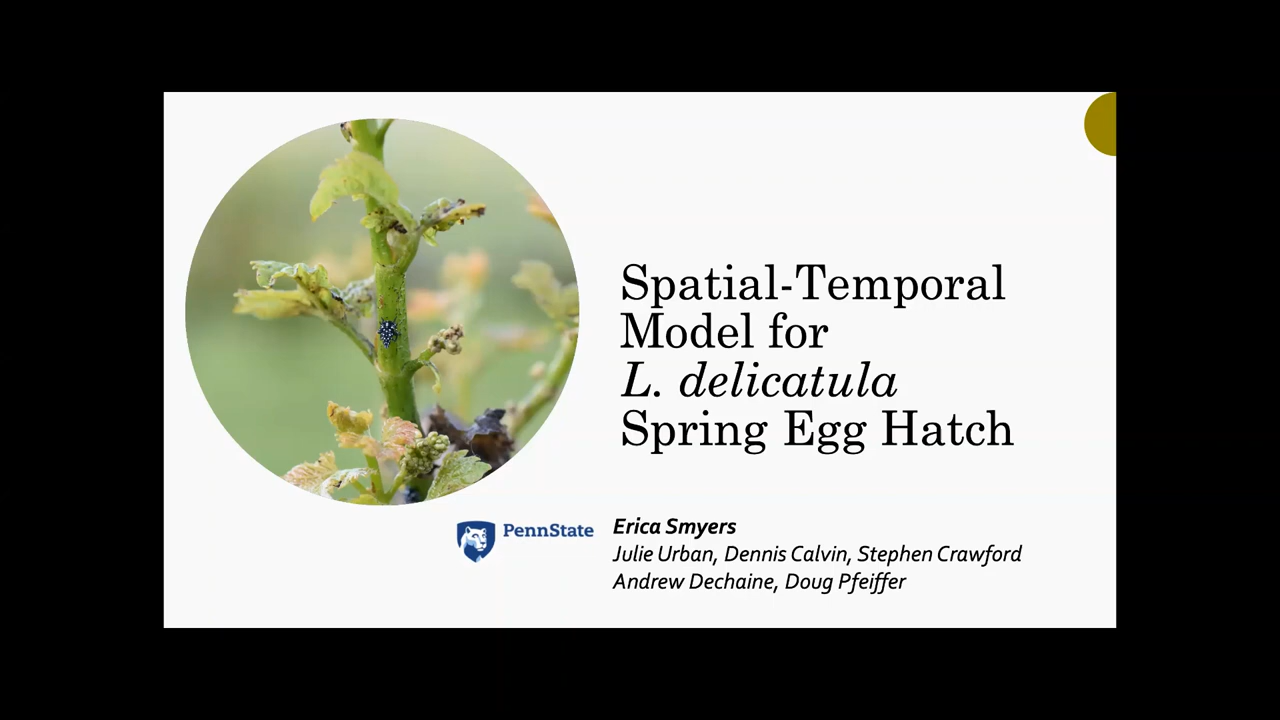 Spatial-Temporal
Model for
L. delicatula
Spring Egg Hatch
PennState
Erica Smyers
Julie Urban, Dennis Calvin, Stephen Crawford
Andrew Dechaine, Doug Pfeiffer